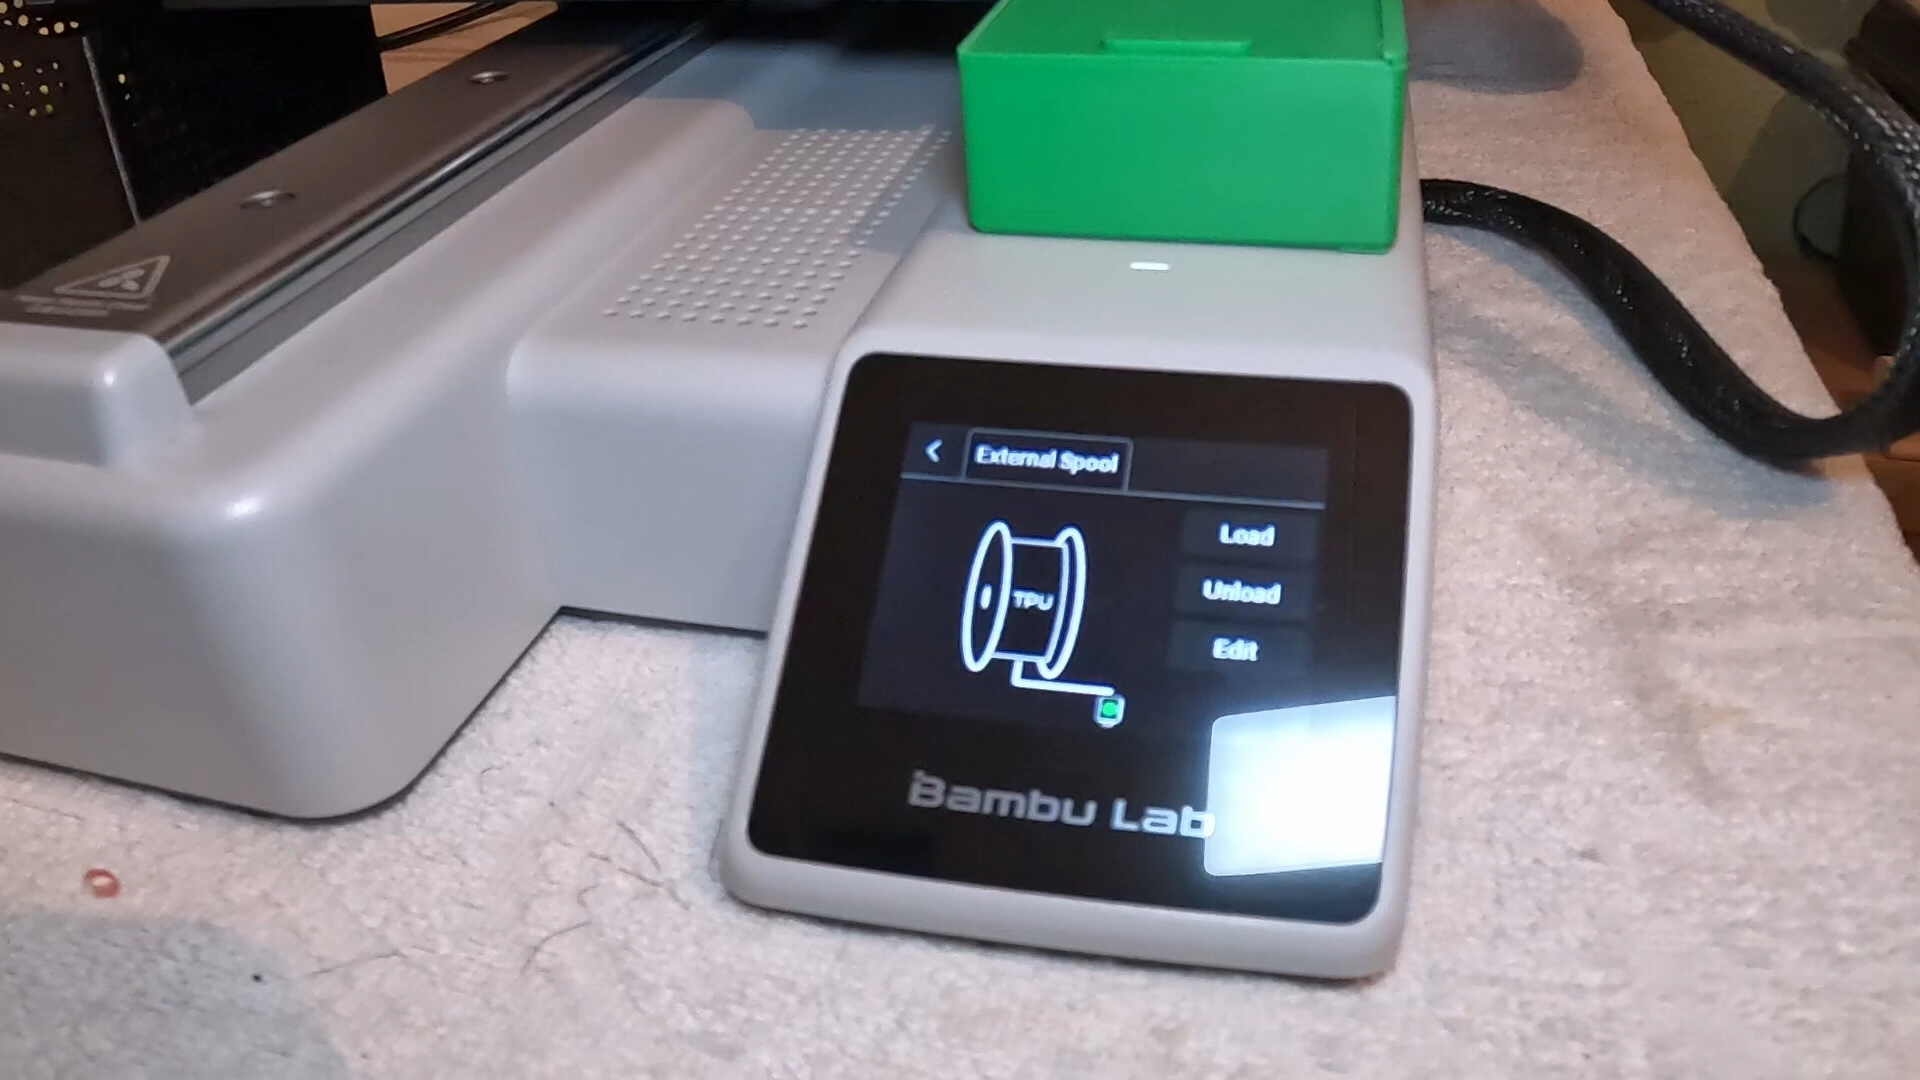 External Spool
Load
TPU
Unload
Edit
Bambu Lab